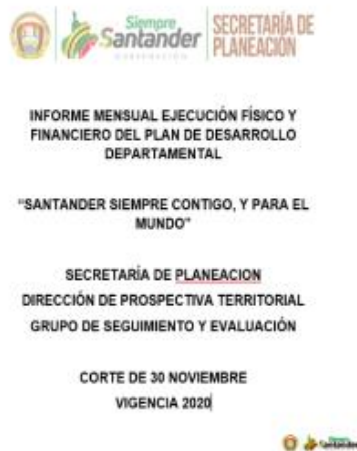 Siempre
Santander
SECRETARÍA DE
PLANEACIÓN
INFORME MENSUAL EJECUCIÓN FÍSICO Y
FINANCIERO DEL PLAN DE DESARROLLO
DEPARTAMENTAL
“SANTANDER SIEMPRE CONTIGO, Y PARA EL
MUNDO”
SECRETARÍA DE PLANEACION
DIRECCIÓN DE PROSPECTIVA TERRITORIAL
GRUPO DE SEGUIMIENTO Y EVALUACIÓN
CORTE DE 30 NOVIEMBRE
VIGENCIA 2020
Santander